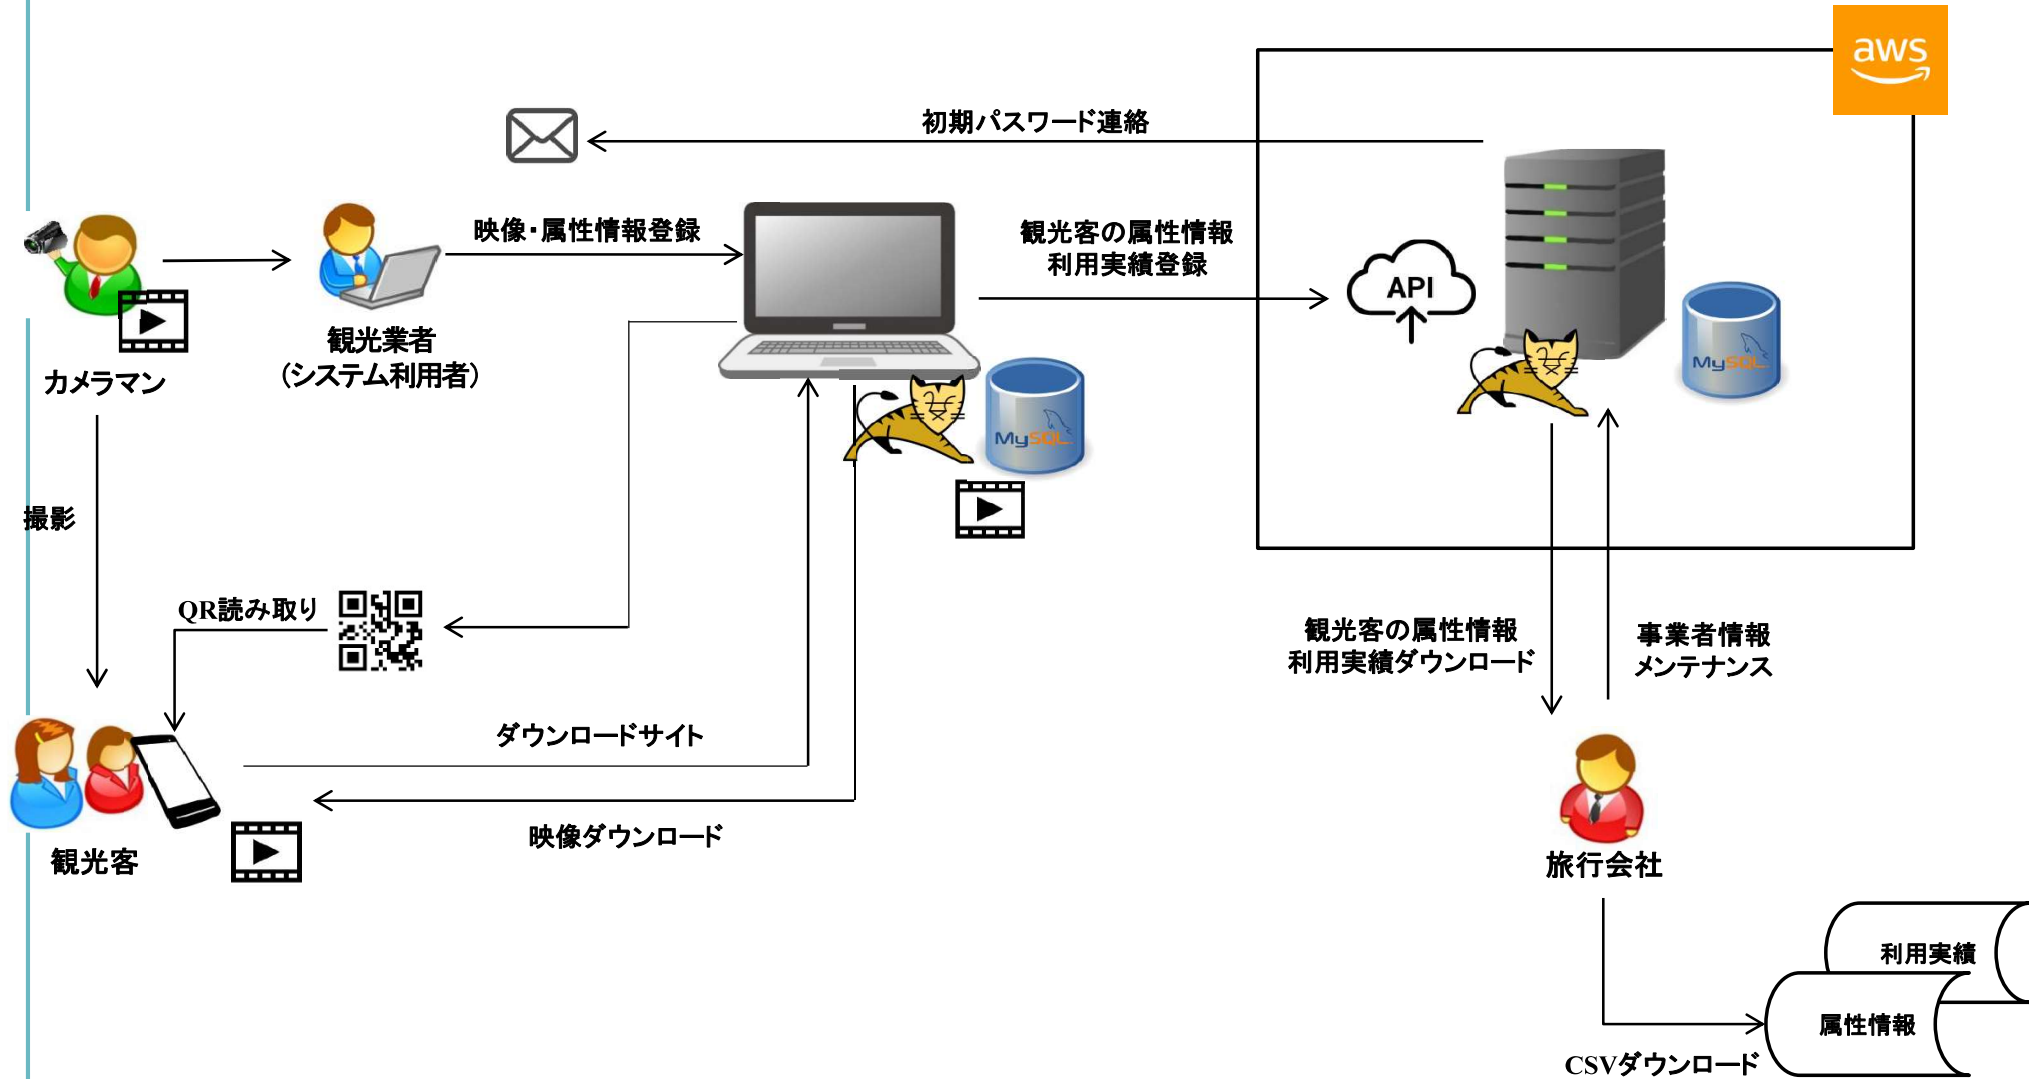 aws
初期パスワード連絡
映像・属性情報登録
観光客の属性情報
利用実績登録
API
MySQL
観光業者
(システム利用者)
カメラマン
MySQL
撮影
QR読み取り
観光客の属性情報
利用実績ダウンロード
事業者情報
メンテナンス
ダウンロードサイト
映像ダウンロード
観光客
旅行会社
利用実績
属性情報
CSVダウンロード